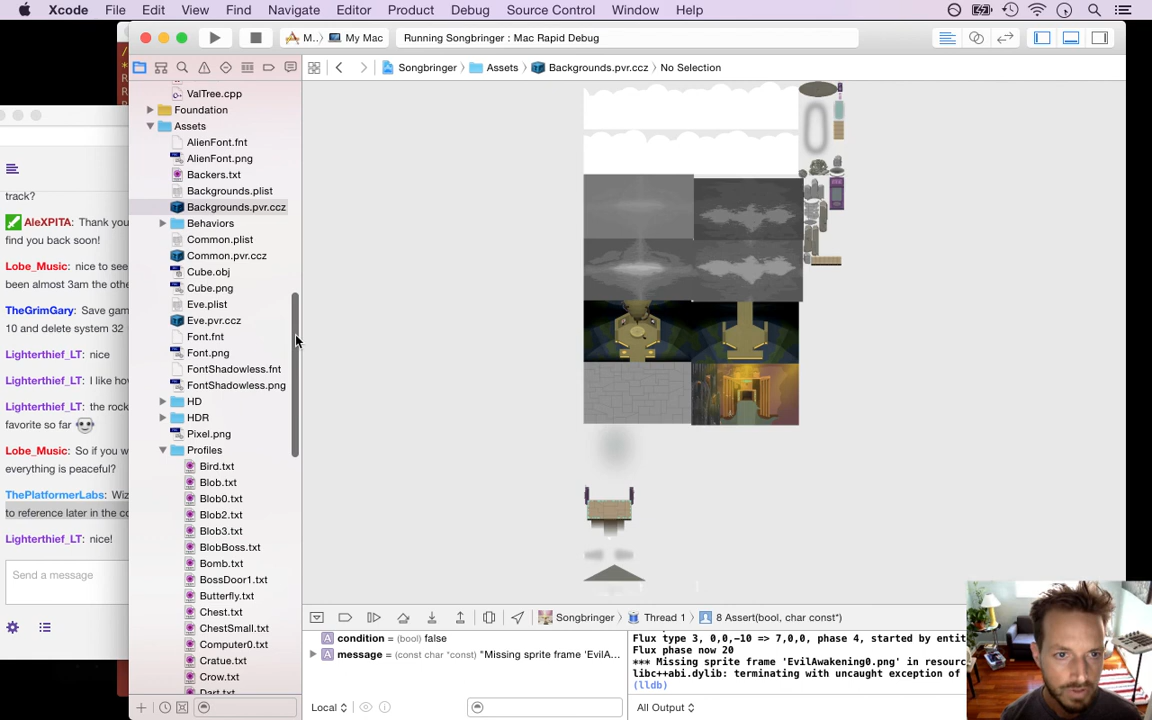 Xcode File Edit View Find Navigate Editor Product Debug Source Control Window Help
M.. My Mac Running Songbringer : Mac Rapid Debug
Songbringer Assets Backgrounds.pvr.ccz No Selection
ValTree.cpp
Foundation
Assets
AlienFont.fnt
AlienFont.png
Backers.txt
Backgrounds.plist
Backgrounds.pvr.ccz
Behaviors
Common.plist
Common.pvr.ccz
Cube.obj
Cube.png
Eve.plist
Eve.pvr.ccz
Font.fnt
Font.png
FontShadowless.fnt
FontShadowless.png
HD
HDR
Pixel.png
Profiles
Bird.txt
Blob.txt
Blob0.txt
Blob2.txt
Blob3.txt
BlobBoss.txt
Bomb.txt
BossDoor1.txt
Butterfly.txt
Chest.txt
ChestSmall.txt
Computer0.txt
Cratue.txt
Crow.txt
Dart.txt
track?
AleXPITA: Thank you
find you back soon!
Lobe_Music: nice to see
been almost 3am the othe
TheGrimGary: Save gam
10 and delete system 32
Lighterthief_LT: nice
Lighterthief_LT: I like how
Lighterthief_LT: the rock
favorite so far
Lobe_Music: So if you w
everything is peaceful?
ThePlatformerLabs: Wiz
to reference later in the co
Lighterthief_LT: nice!
Send a message
Songbringer Thread 1 8 Assert(bool, char const*)
condition = (bool) false
message = (const char *const) "Missing sprite frame 'EvilA...
Flux type 3, 0,0,−10 => 7,0,0, phase 4, started by entit
Flux phase now 20
*** Missing sprite frame 'EvilAwakening0.png' in resourc
libc++abi.dylib: terminating with uncaught exception of
(lldb)
Local
All Output